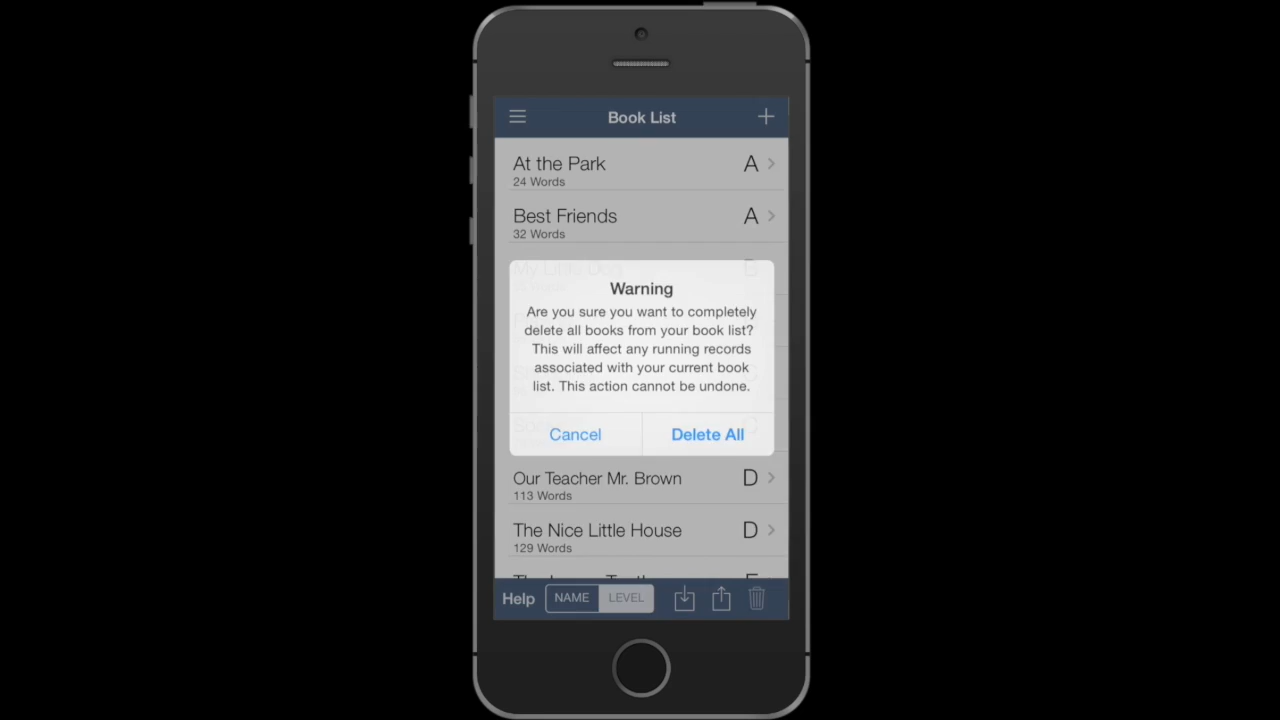 Book List
At the Park
A
24 Words
Best Friends
A
32 Words
My Little Dog
Warning
Are you sure you want to completely
delete all books from your book list?
This will affect any running records
associated with your current book
list. This action cannot be undone.
Cancel
Delete All
Our Teacher Mr. Brown
D
113 Words
The Nice Little House
D
129 Words
Help
NAME
LEVEL